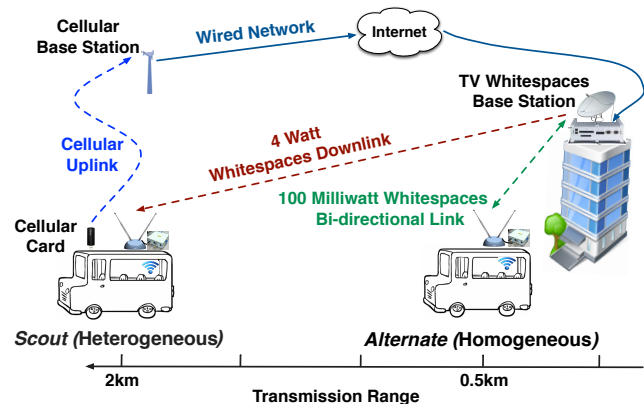 Cellular
Base Station
Wired Network
Internet
TV Whitespaces
Base Station
Cellular
Uplink
4 Watt
Whitespaces Downlink
100 Milliwatt Whitespaces
Bi-directional Link
Cellular
Card
Scout (Heterogeneous)
Alternate (Homogeneous)
2km
0.5km
Transmission Range